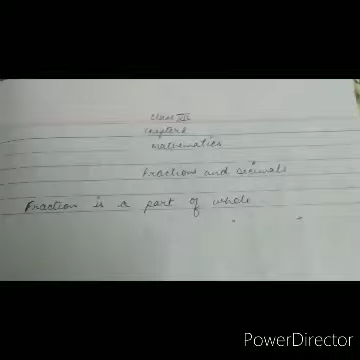 Class VII
Chapter 2
Mathematics
Fractions and decimals
Fraction is a part of whole
PowerDirector